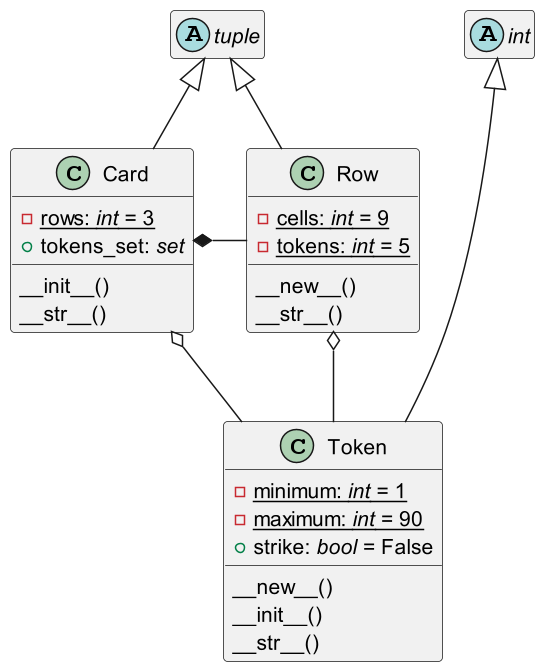 A tuple
A int
C Card
rows: int = 3
tokens_set: set
__init__()
__str__()
C Row
cells: int = 9
tokens: int = 5
__new__()
__str__()
C Token
minimum: int = 1
maximum: int = 90
strike: bool = False
__new__()
__init__()
__str__()